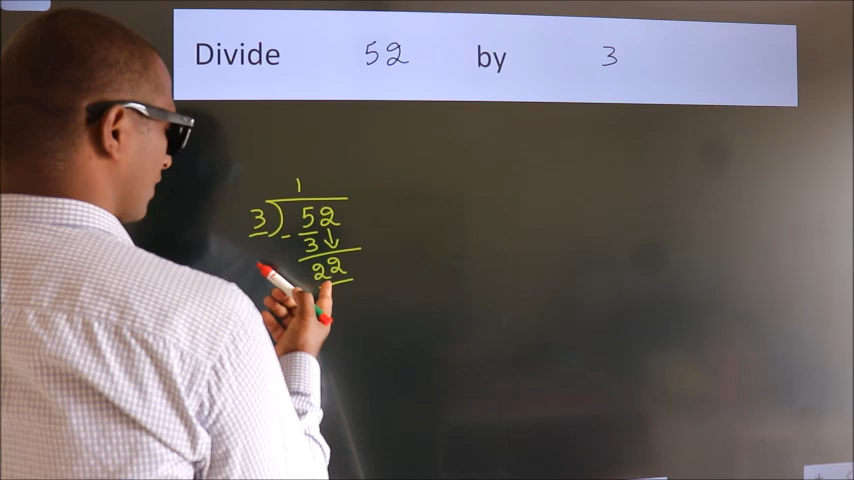 Divide 52 by 3
1
3 ) 52
- 3 ↓
22